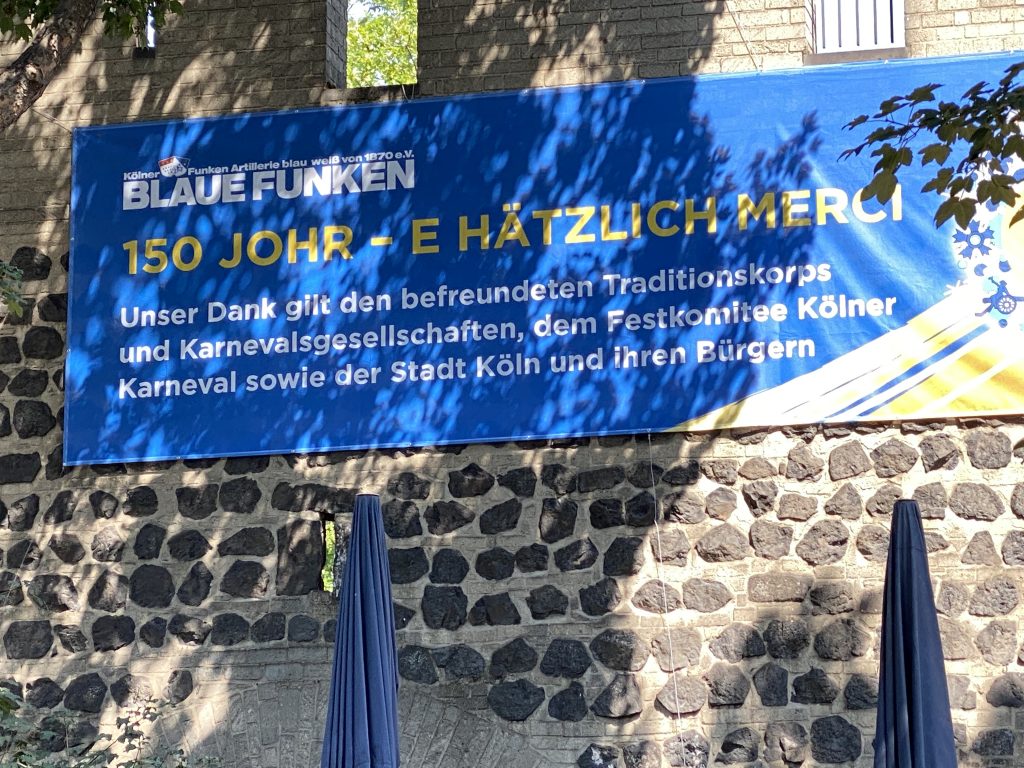 Kölner Funken Artillerie blau weiß von 1870 e.V.
BLAUE FUNKEN
150 JOHR – E HÄTZLICH MERCI
Unser Dank gilt den befreundeten Traditionskorps
und Karnevalsgesellschaften, dem Festkomitee Kölner
Karneval sowie der Stadt Köln und ihren Bürgern